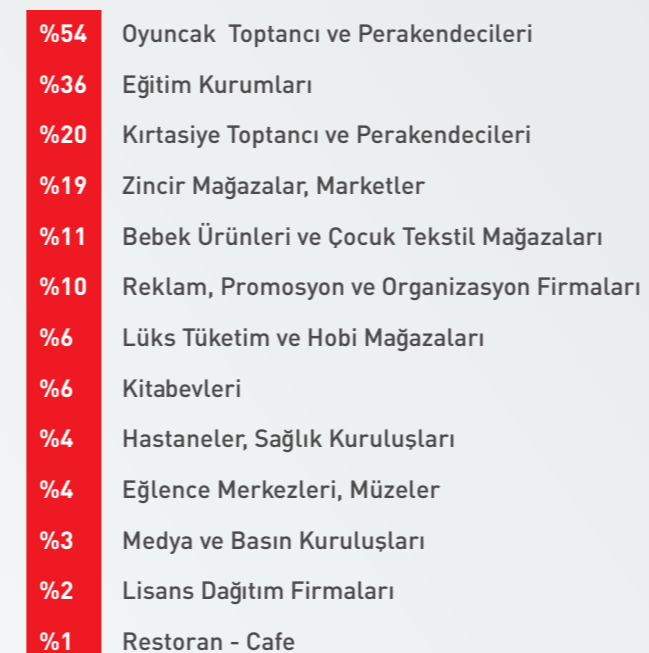 %54 Oyuncak Toptancı ve Perakendecileri
%36 Eğitim Kurumları
%20 Kırtasiye Toptancı ve Perakendecileri
%19 Zincir Mağazalar, Marketler
%11 Bebek Ürünleri ve Çocuk Tekstil Mağazaları
%10 Reklam, Promosyon ve Organizasyon Firmaları
%6 Lüks Tüketim ve Hobi Mağazaları
%6 Kitabevleri
%4 Hastaneler, Sağlık Kuruluşları
%4 Eğlence Merkezleri, Müzeler
%3 Medya ve Basın Kuruluşları
%2 Lisans Dağıtım Firmaları
%1 Restoran - Cafe